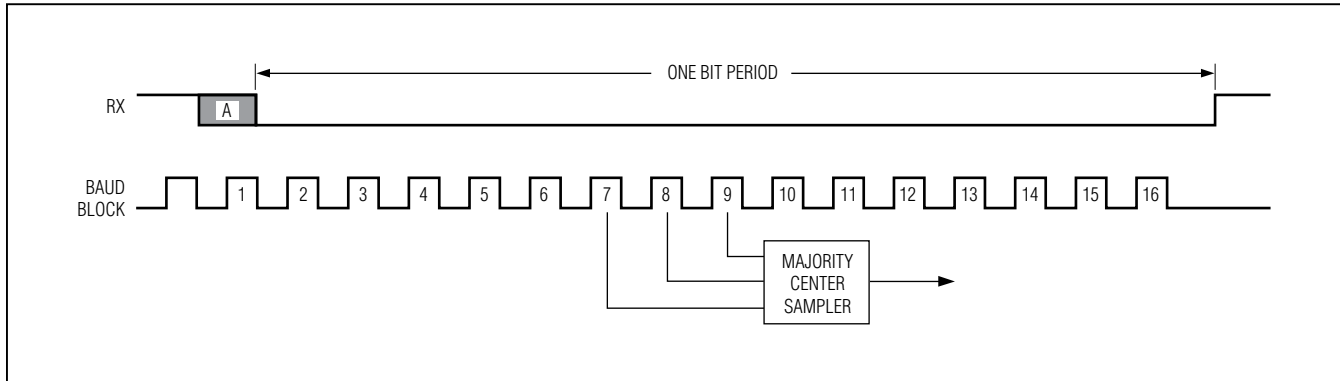 ONE BIT PERIOD
RX
A
BAUD
BLOCK
1 2 3 4 5 6 7 8 9 10 11 12 13 14 15 16
MAJORITY
CENTER
SAMPLER